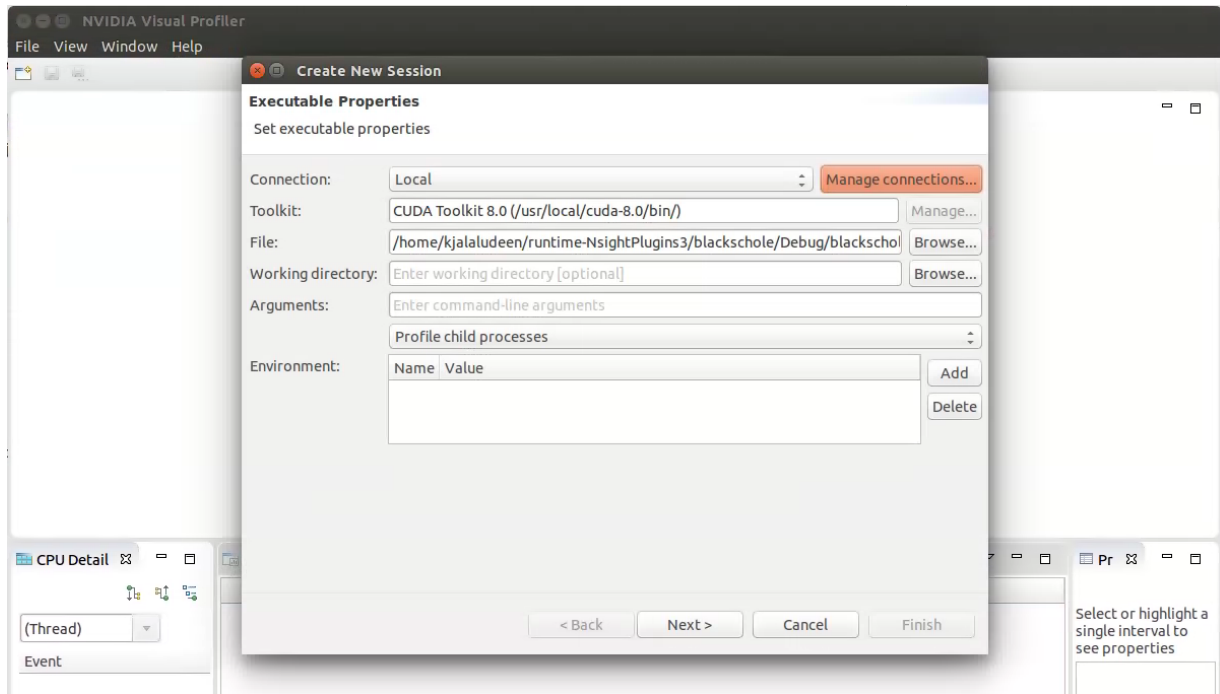 NVIDIA Visual Profiler
File View Window Help
Create New Session
Executable Properties
Set executable properties
Connection: Local Manage connections...
Toolkit: CUDA Toolkit 8.0 (/usr/local/cuda-8.0/bin/) Manage...
File: /home/kjalaludeen/runtime-NsightPlugins3/blackschole/Debug/blackschol Browse...
Working directory: Enter working directory [optional] Browse...
Arguments: Enter command-line arguments
Profile child processes
Environment: Name Value Add
Delete
CPU Detail
Pr
(Thread)
Event
Select or highlight a
single interval to
see properties
< Back Next > Cancel Finish